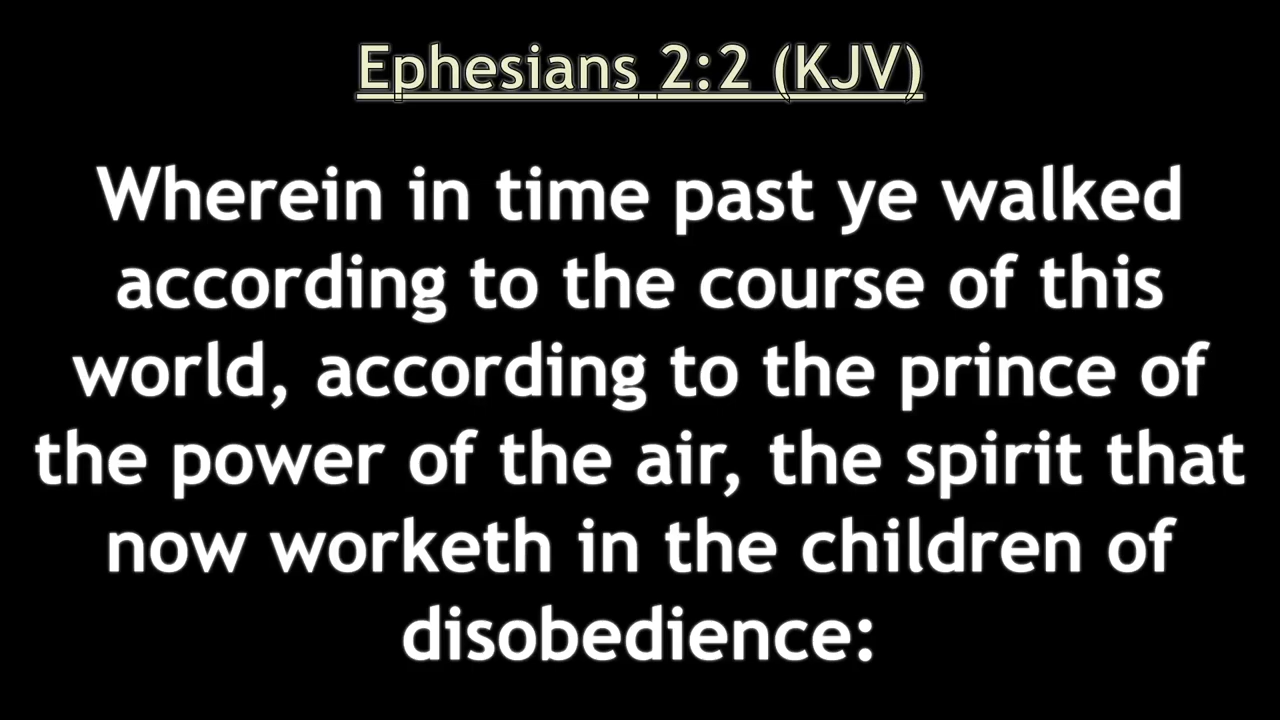 Ephesians 2:2 (KJV)
Wherein in time past ye walked
according to the course of this
world, according to the prince of
the power of the air, the spirit that
now worketh in the children of
disobedience: